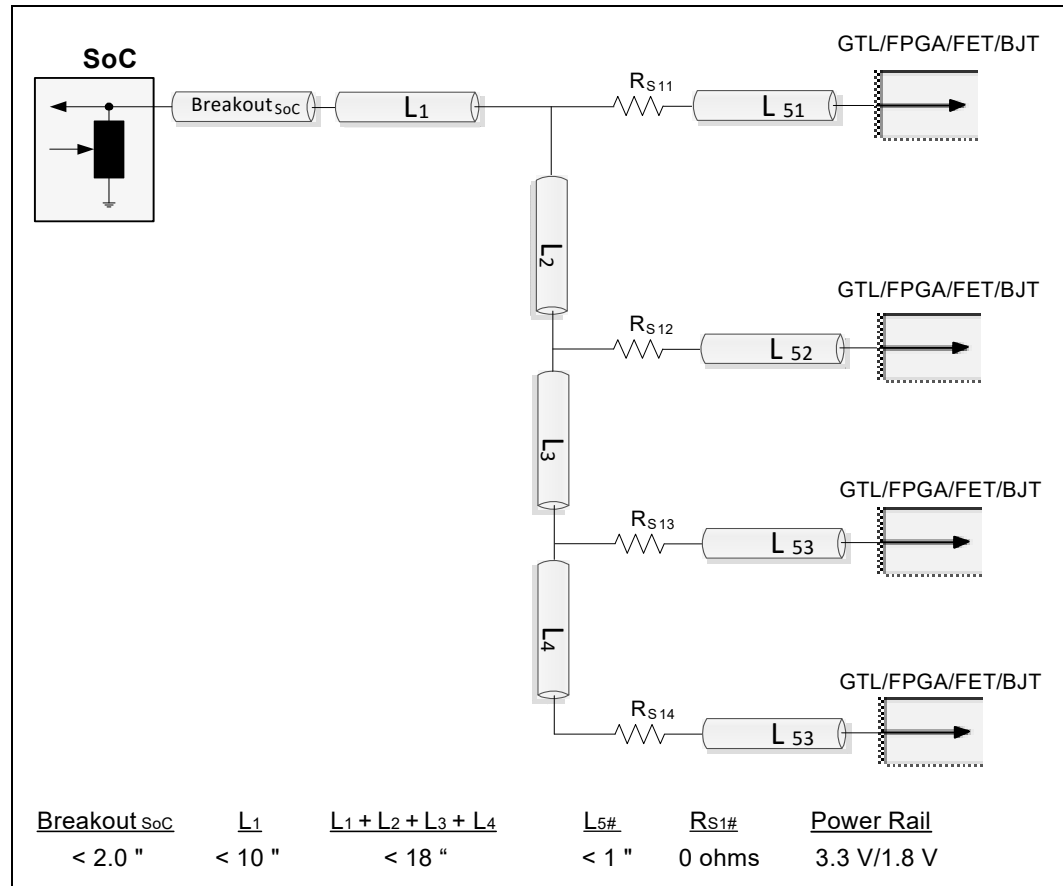 GTL/FPGA/FET/BJT
SoC
Breakout SoC
L1
RS11
L 51
L2
GTL/FPGA/FET/BJT
RS12
L 52
L3
GTL/FPGA/FET/BJT
RS13
L 53
L4
GTL/FPGA/FET/BJT
RS14
L 53
Breakout SoC L1 L1 + L2 + L3 + L4 L5# RS1# Power Rail
< 2.0 " < 10 " < 18 “ < 1 " 0 ohms 3.3 V/1.8 V